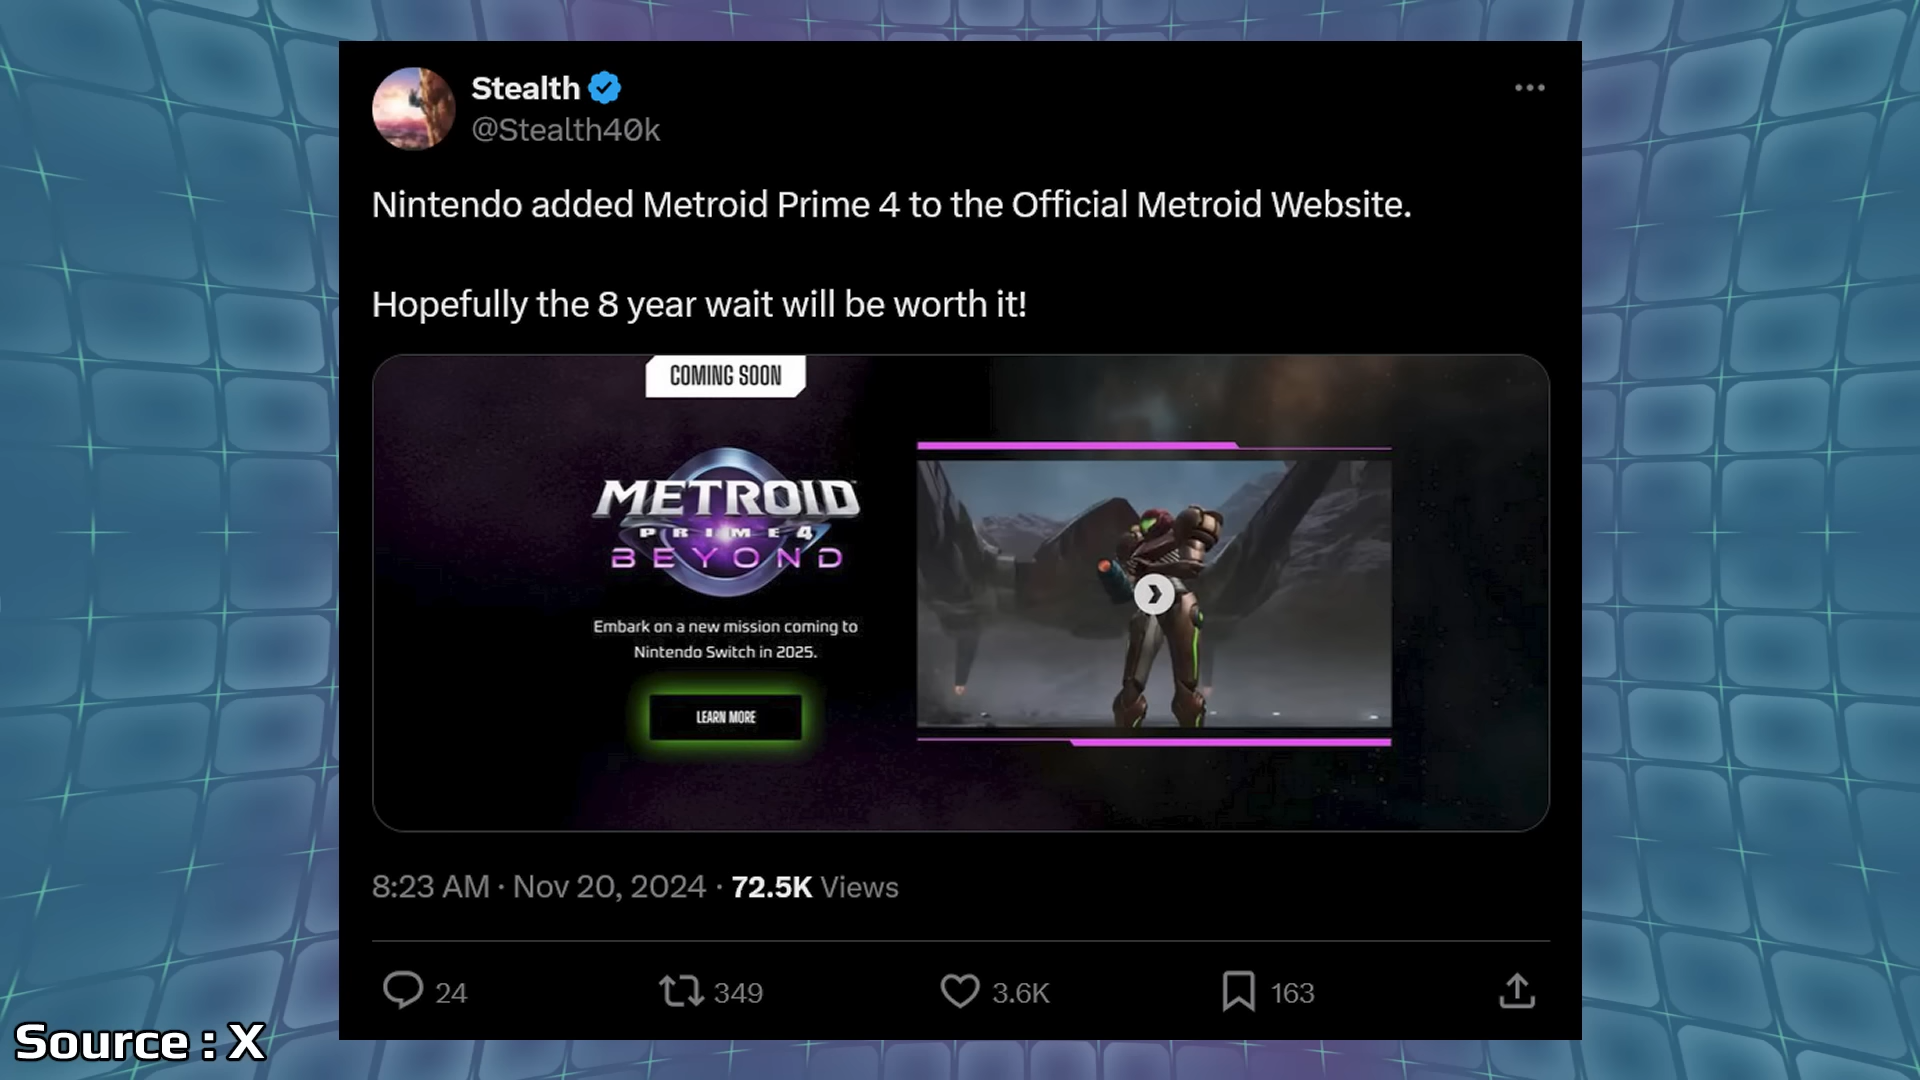 Stealth
@Stealth40k
Nintendo added Metroid Prime 4 to the Official Metroid Website.
Hopefully the 8 year wait will be worth it!
COMING SOON
METROID
PRIME 4
BEYOND
Embark on a new mission coming to
Nintendo Switch in 2025.
LEARN MORE
8:23 AM · Nov 20, 2024 · 72.5K Views
24 349 3.6K 163
Source : X